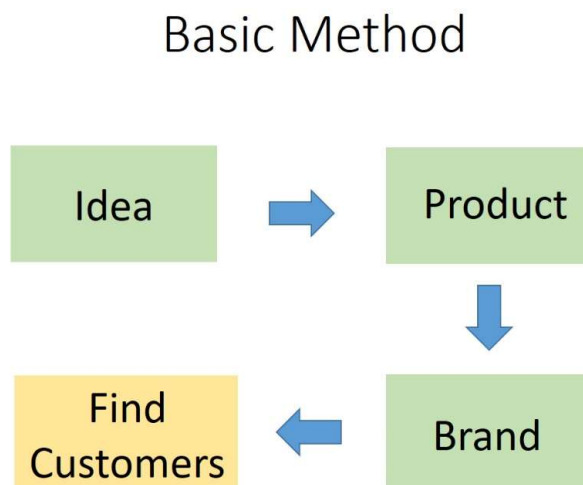 Basic Method
Idea
Product
Brand
Find
Customers